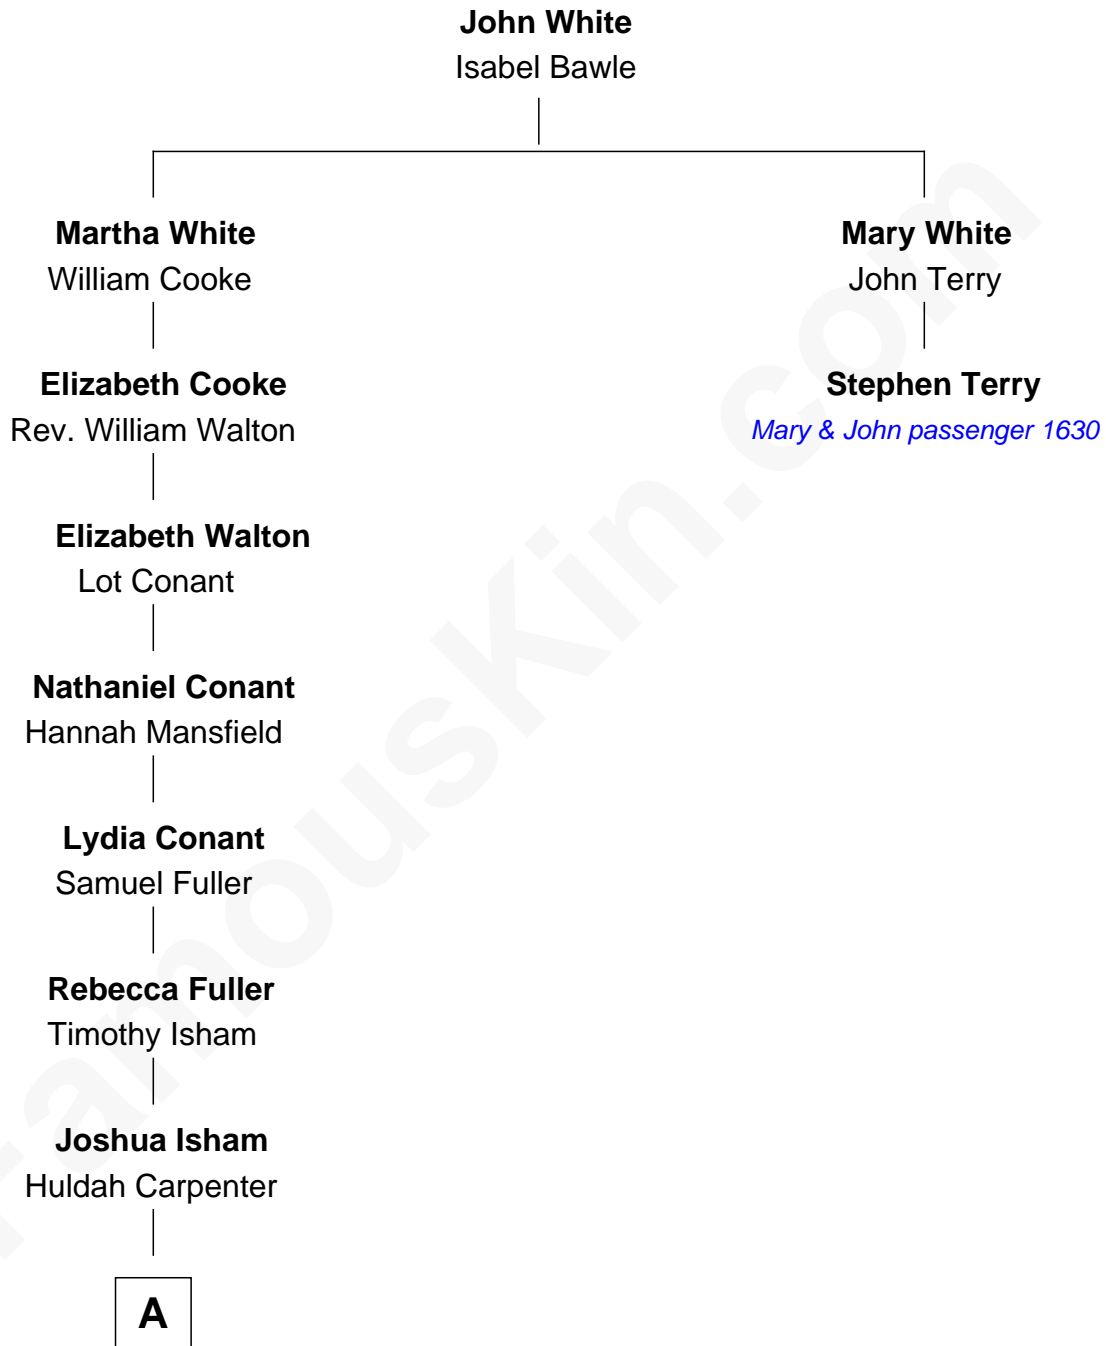 John White
Isabel Bawle
Martha White
William Cooke
Mary White
John Terry
Elizabeth Cooke
Rev. William Walton
Stephen Terry
Mary & John passenger 1630
Elizabeth Walton
Lot Conant
Nathaniel Conant
Hannah Mansfield
Lydia Conant
Samuel Fuller
Rebecca Fuller
Timothy Isham
Joshua Isham
Huldah Carpenter
A
FamousKin.com